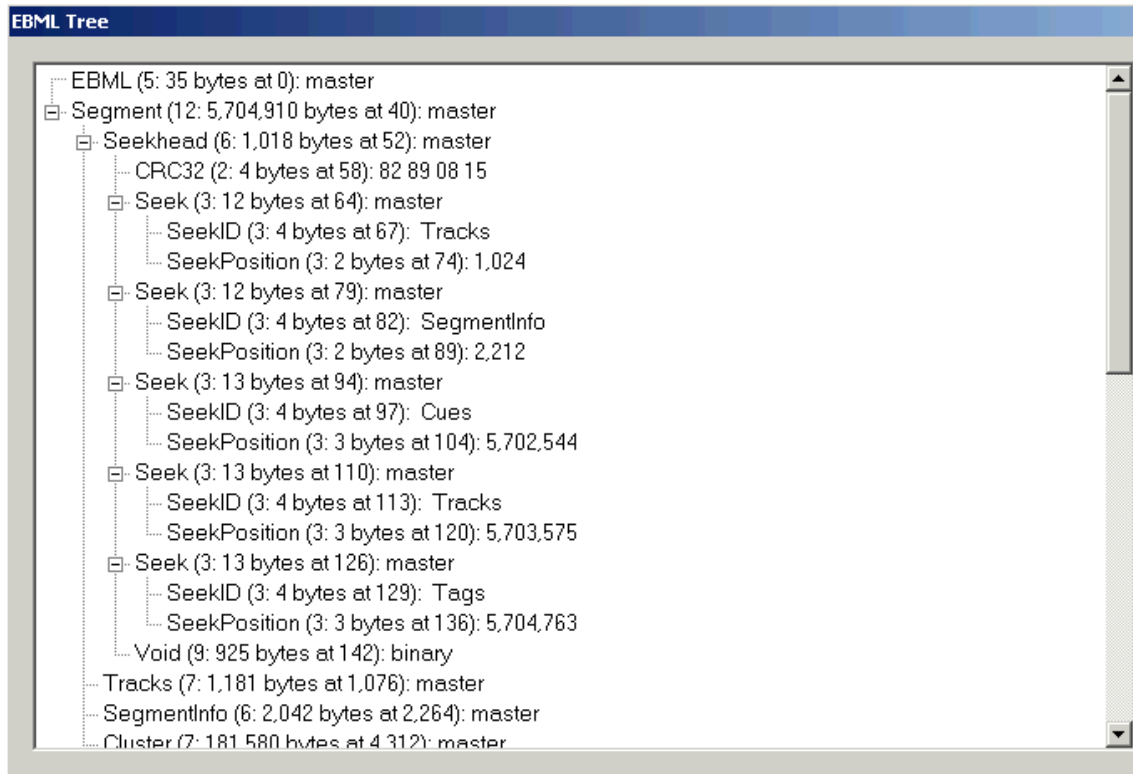 EBML Tree
EBML (5: 35 bytes at 0): master
Segment (12: 5,704,910 bytes at 40): master
Seekhead (6: 1,018 bytes at 52): master
CRC32 (2: 4 bytes at 58): 82 89 08 15
Seek (3: 12 bytes at 64): master
SeekID (3: 4 bytes at 67): Tracks
SeekPosition (3: 2 bytes at 74): 1,024
Seek (3: 12 bytes at 79): master
SeekID (3: 4 bytes at 82): SegmentInfo
SeekPosition (3: 2 bytes at 89): 2,212
Seek (3: 13 bytes at 94): master
SeekID (3: 4 bytes at 97): Cues
SeekPosition (3: 3 bytes at 104): 5,702,544
Seek (3: 13 bytes at 110): master
SeekID (3: 4 bytes at 113): Tracks
SeekPosition (3: 3 bytes at 120): 5,703,575
Seek (3: 13 bytes at 126): master
SeekID (3: 4 bytes at 129): Tags
SeekPosition (3: 3 bytes at 136): 5,704,763
Void (9: 925 bytes at 142): binary
Tracks (7: 1,181 bytes at 1,076): master
SegmentInfo (6: 2,042 bytes at 2,264): master
Cluster (7: 181,580 bytes at 4,312): master